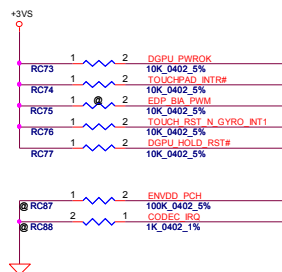 +3VS
1 2 DGPU_PWROK
RC73 10K_0402_5%
1 2 TOUCHPAD_INTR#
RC74 10K_0402_5%
1 @ 2 EDP_BIA_PWM
RC75 10K_0402_5%
1 2 TOUCH_RST_N_GYRO_INT1
RC76 10K_0402_5%
1 2 DGPU_HOLD_RST#
RC77 10K_0402_5%
1 2 ENVDD_PCH
@ RC87 100K_0402_5%
2 1 CODEC_IRQ
@ RC88 1K_0402_1%